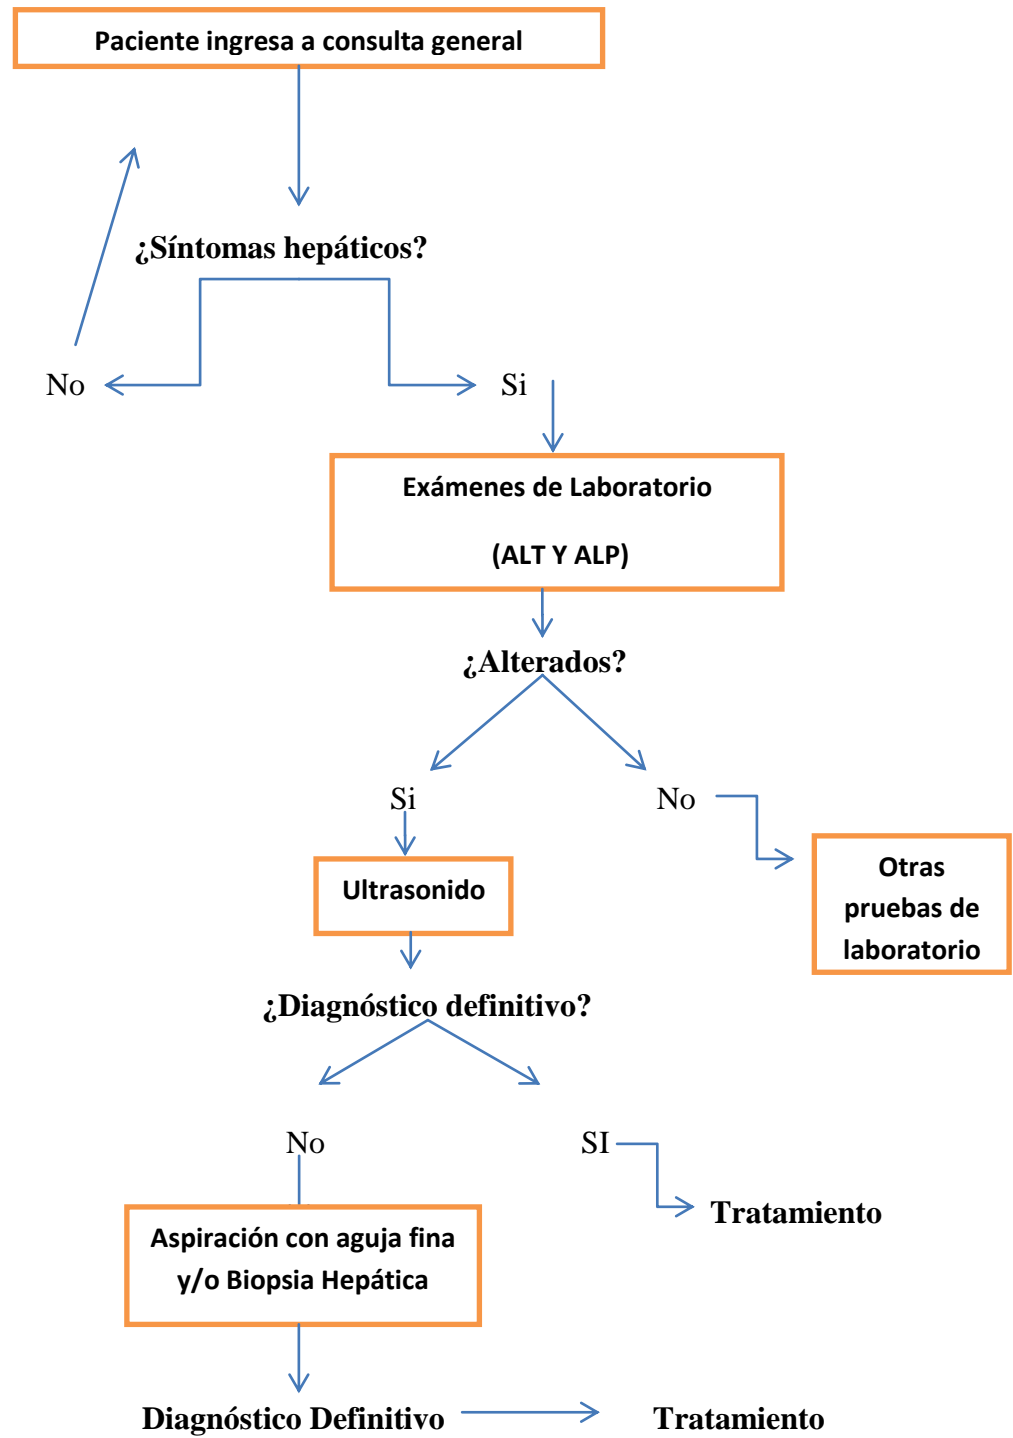 Paciente ingresa a consulta general
¿Síntomas hepáticos?
No
Si
Exámenes de Laboratorio
(ALT Y ALP)
¿Alterados?
Si
No
Otras
pruebas de
laboratorio
Ultrasonido
¿Diagnóstico definitivo?
No
SI
Tratamiento
Aspiración con aguja fina
y/o Biopsia Hepática
Diagnóstico Definitivo
Tratamiento